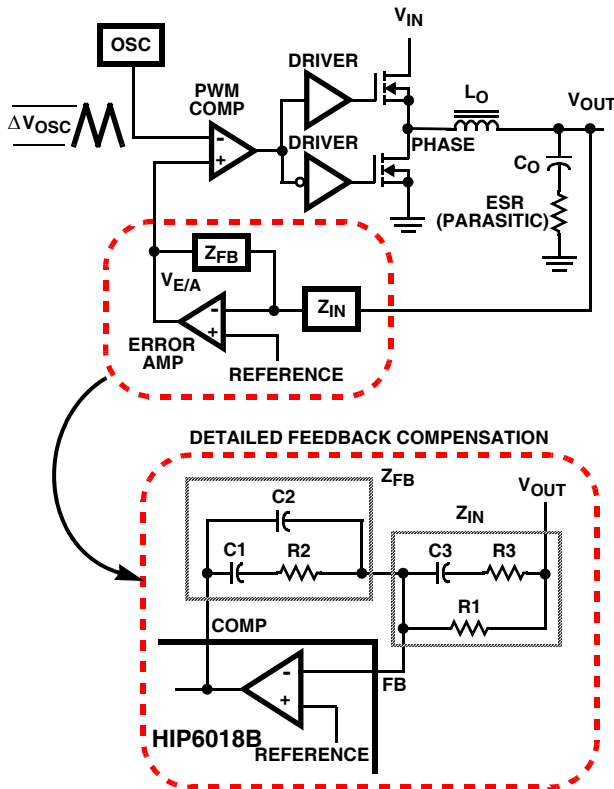 V_IN
OSC
DRIVER
PWM
COMP
L_O
V_OUT
ΔV_OSC
-
+
DRIVER
PHASE
C_O
ESR
(PARASITIC)
Z_FB
V_E/A
-
+
Z_IN
ERROR
AMP
REFERENCE
DETAILED FEEDBACK COMPENSATION
Z_FB
V_OUT
C2
Z_IN
C1
R2
C3
R3
R1
COMP
-
+
FB
HIP6018B
REFERENCE